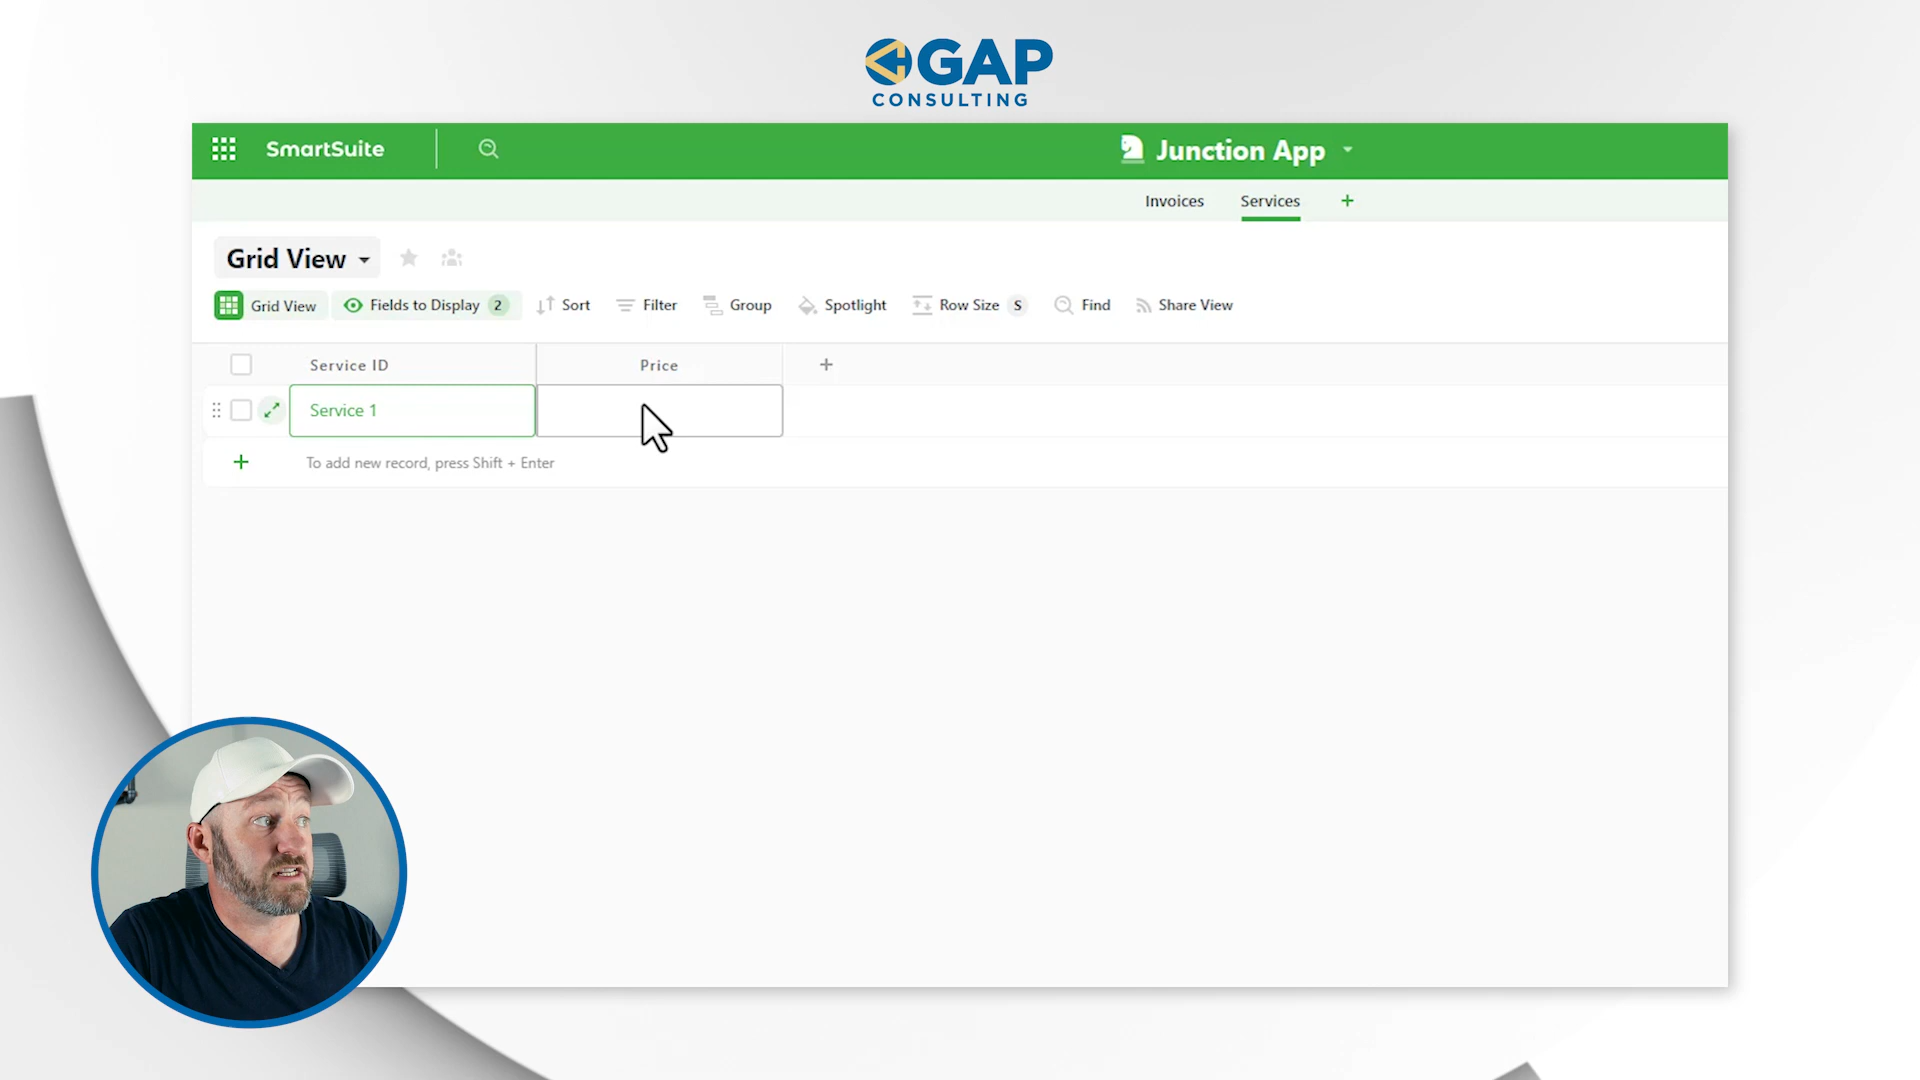 GAP
CONSULTING
SmartSuite
Junction App
Invoices Services +
Grid View
Grid View Fields to Display 2 Sort Filter Group Spotlight Row Size S Find Share View
Service ID Price +
Service 1
+ To add new record, press Shift + Enter